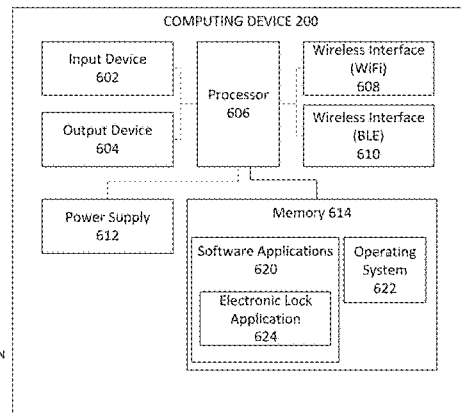 COMPUTING DEVICE 200
Input Device
602
Output Device
604
Processor
606
Wireless Interface
(WiFi)
608
Wireless Interface
(BLE)
610
Power Supply
612
Memory 614
Software Applications
620
Electronic Lock
Application
624
Operating
System
622
N